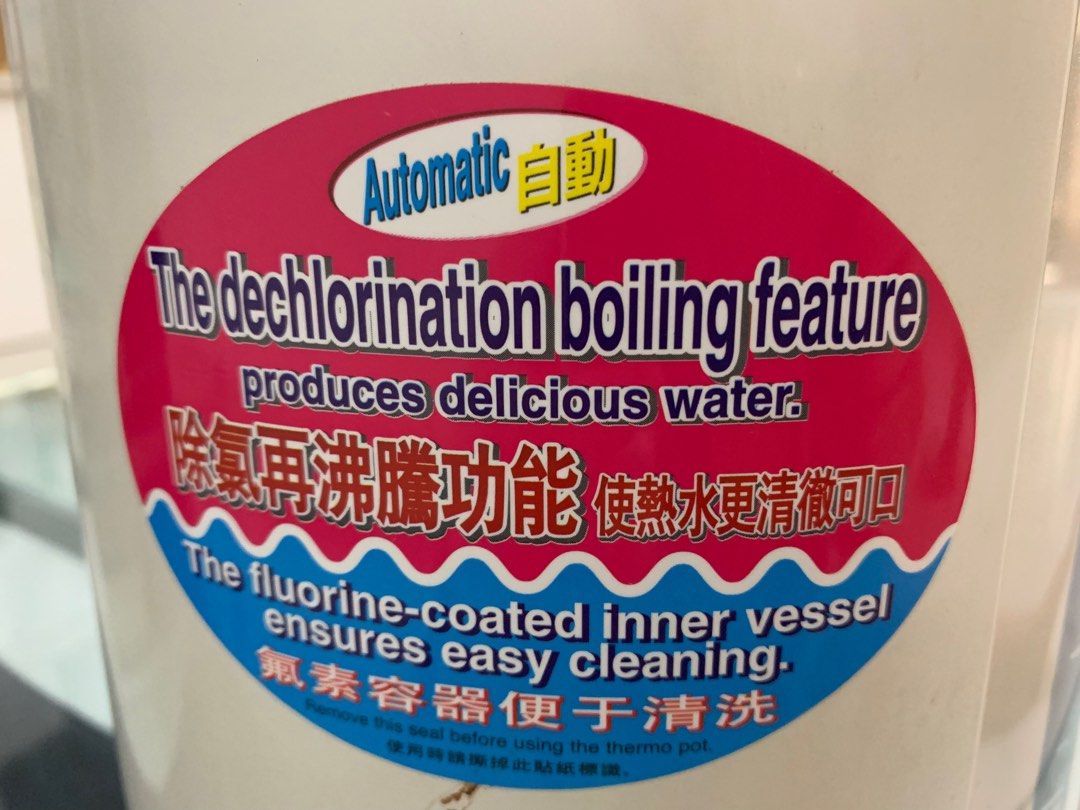 Automatic 自動
The dechlorination boiling feature
produces delicious water.
除氯再沸騰功能 使熱水更清徹可口
The fluorine-coated inner vessel
ensures easy cleaning.
氟素容器便于清洗
Remove this seal before using the thermo pot.
使用時請撕掉此貼紙標識。